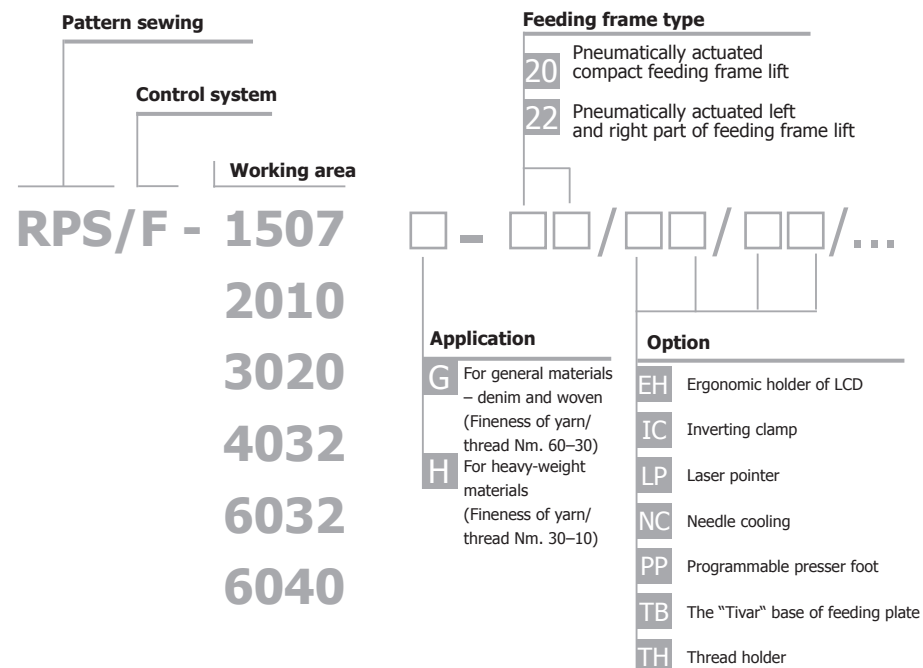 Pattern sewing
Control system
Working area
Feeding frame type
20 Pneumatically actuated
compact feeding frame lift
22 Pneumatically actuated left
and right part of feeding frame lift
RPS/F - 1507 □ - □□/□□/□□/...
2010
3020
4032
6032
6040
Application
G For general materials
– denim and woven
(Fineness of yarn/
thread Nm. 60–30)
H For heavy-weight
materials
(Fineness of yarn/
thread Nm. 30–10)
Option
EH Ergonomic holder of LCD
IC Inverting clamp
LP Laser pointer
NC Needle cooling
PP Programmable presser foot
TB The “Tivar“ base of feeding plate
TH Thread holder